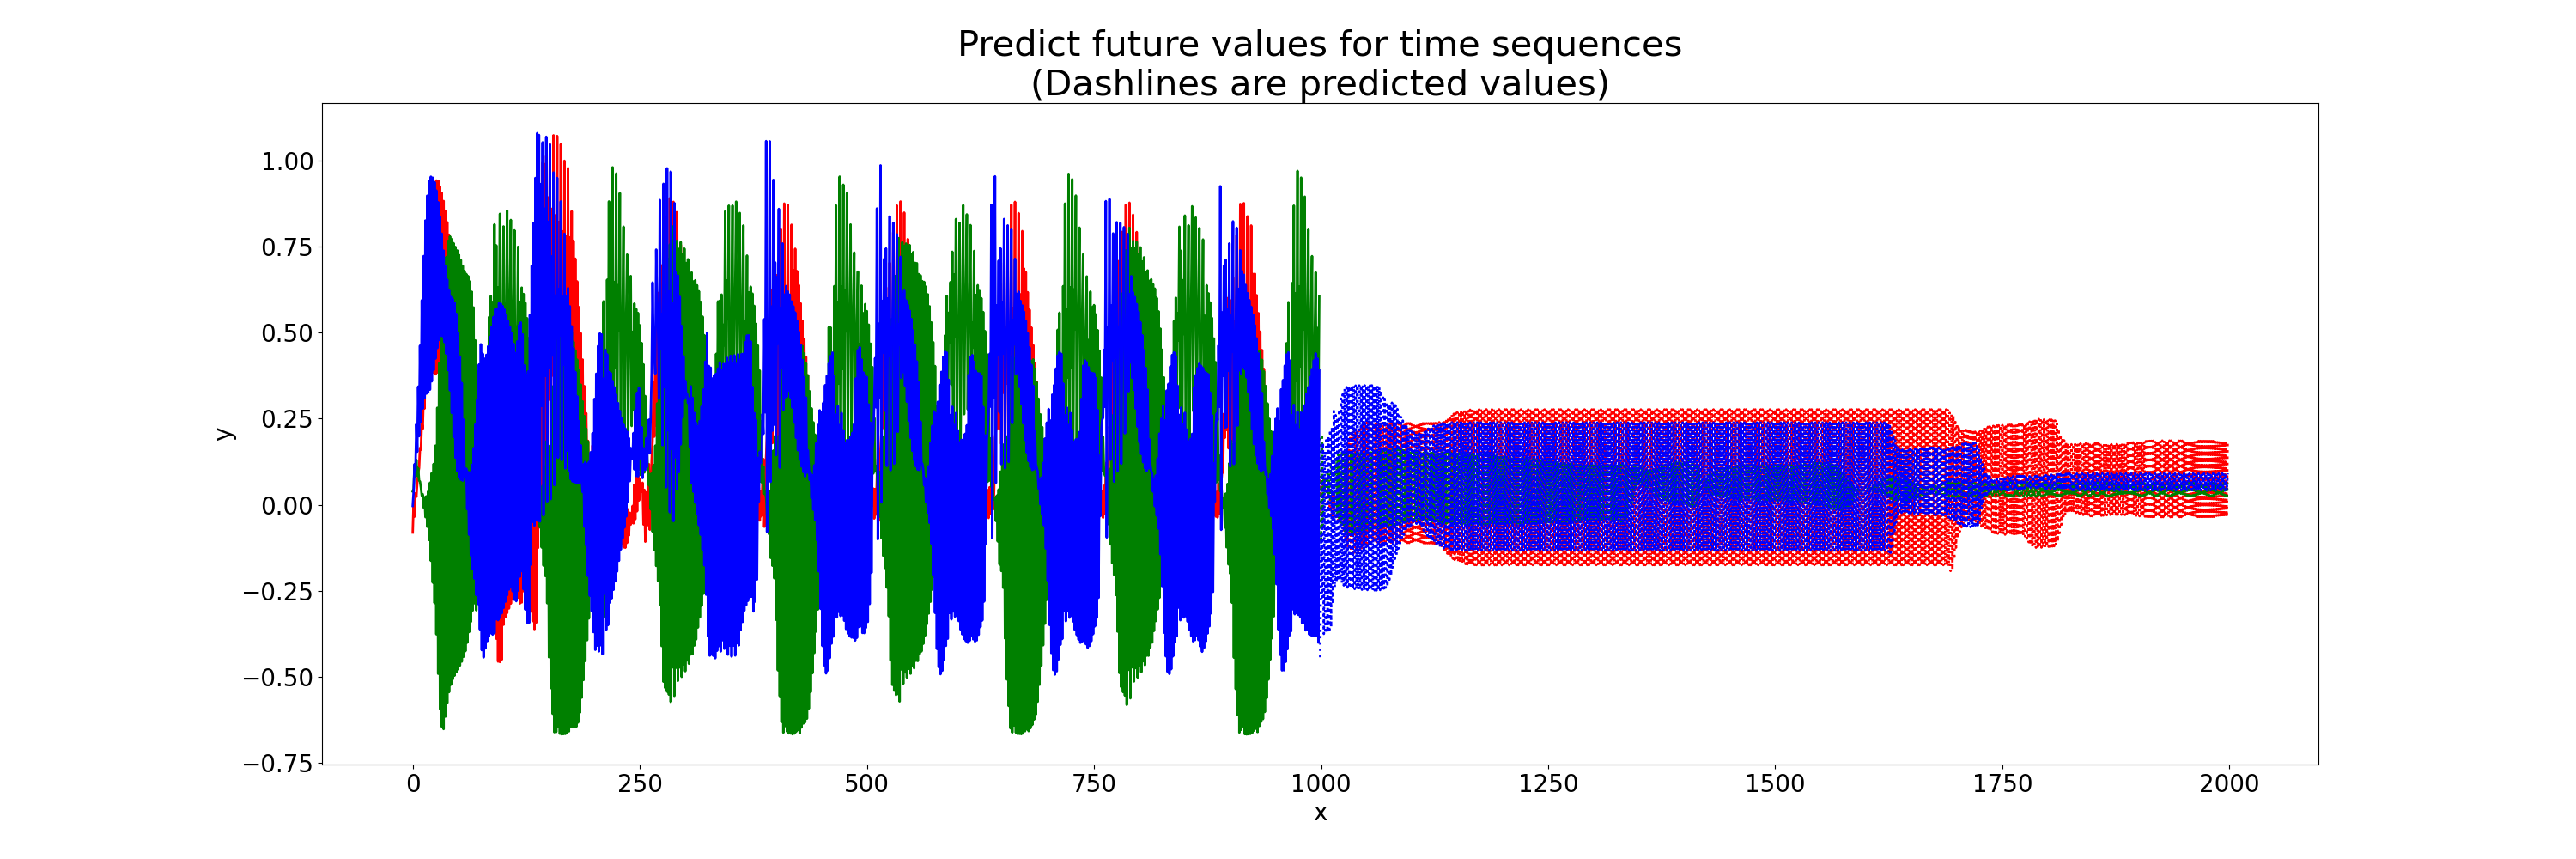 Predict future values for time sequences
(Dashlines are predicted values)
1.00
0.75
0.50
0.25
0.00
−0.25
−0.50
−0.75
y
0 250 500 750 1000 1250 1500 1750 2000
x